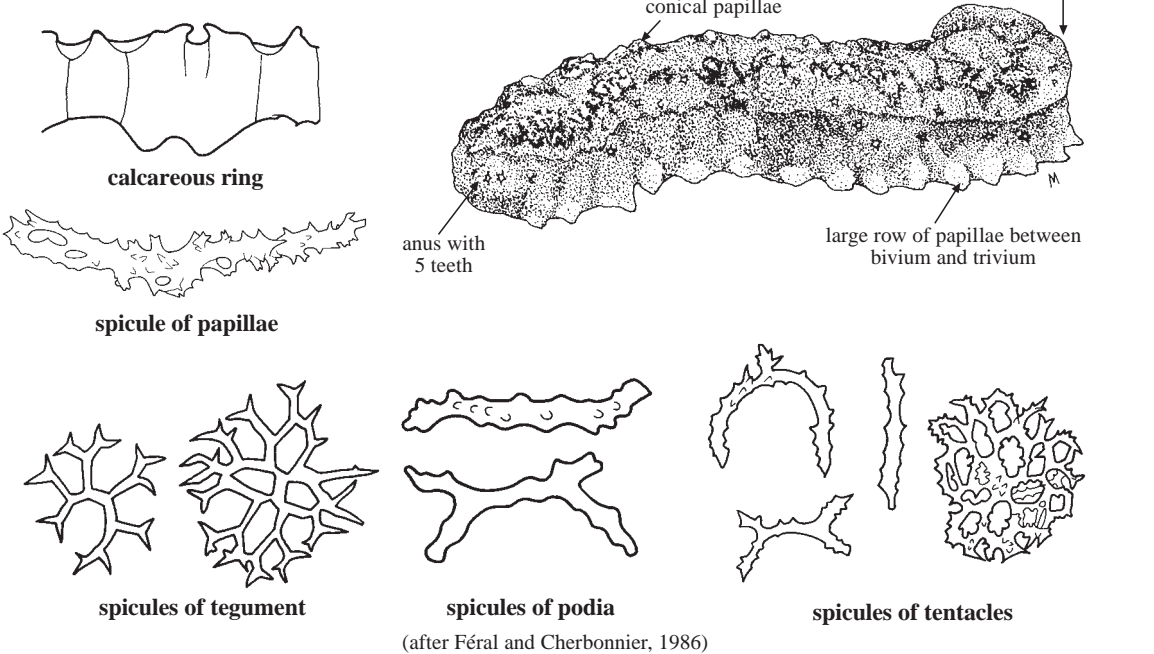 conical papillae
calcareous ring
anus with
5 teeth
large row of papillae between
bivium and trivium
M
spicule of papillae
spicules of tegument
spicules of podia
spicules of tentacles
(after Féral and Cherbonnier, 1986)